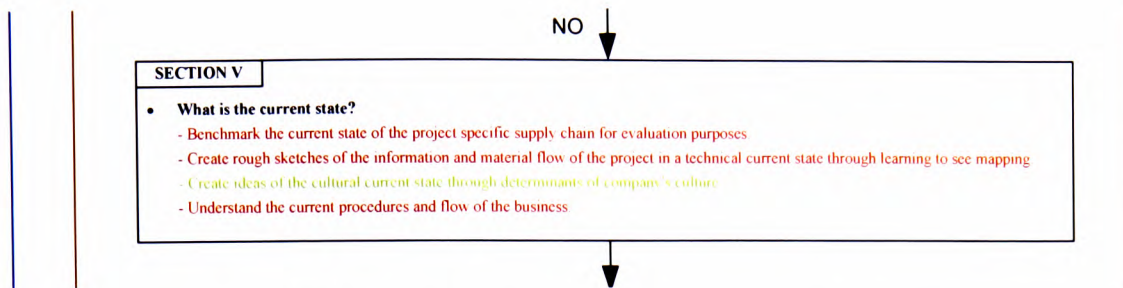 NO
SECTION V
• What is the current state?
- Benchmark the current state of the project specific supply chain for evaluation purposes
- Create rough sketches of the information and material flow of the project in a technical current state through learning to see mapping
- Create ideas of the cultural current state through determinants of company's culture
- Understand the current procedures and flow of the business